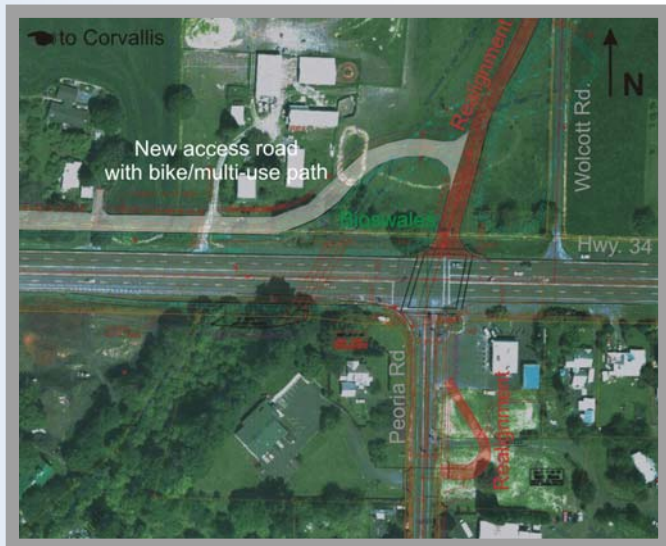 to Corvallis
Realignment
N
Wolcott Rd.
New access road
with bike/multi-use path
Bioswales
Hwy. 34
Peoria Rd.
Realignment